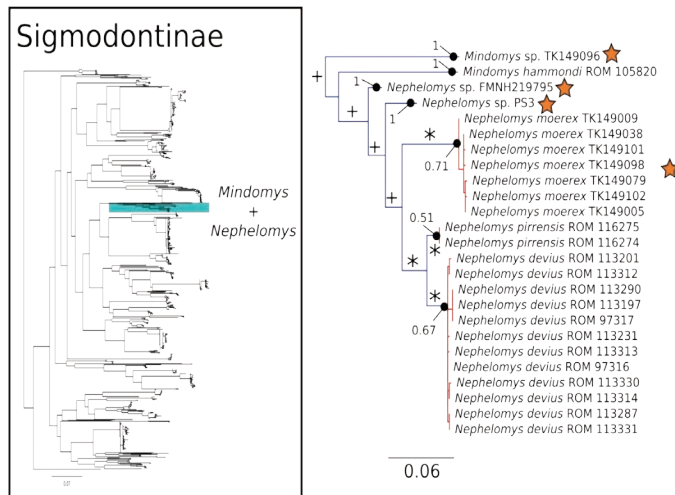 Sigmodontinae
Mindomys
+
Nephelomys
0.07
1
Mindomys sp. TK149096
1
Mindomys hammondi ROM 105820
+
1
Nephelomys sp. FMNH219795
+
Nephelomys sp. PS3
1
+
Nephelomys moerex TK149009
*
Nephelomys moerex TK149038
Nephelomys moerex TK149101
0.71
Nephelomys moerex TK149098
Nephelomys moerex TK149079
Nephelomys moerex TK149102
+
Nephelomys moerex TK149005
0.51
Nephelomys pirrensis ROM 116275
Nephelomys pirrensis ROM 116274
*
*
Nephelomys devius ROM 113201
Nephelomys devius ROM 113312
*
Nephelomys devius ROM 113290
Nephelomys devius ROM 113197
Nephelomys devius ROM 97317
0.67
Nephelomys devius ROM 113231
Nephelomys devius ROM 113313
Nephelomys devius ROM 97316
Nephelomys devius ROM 113330
Nephelomys devius ROM 113314
Nephelomys devius ROM 113287
Nephelomys devius ROM 113331
0.06